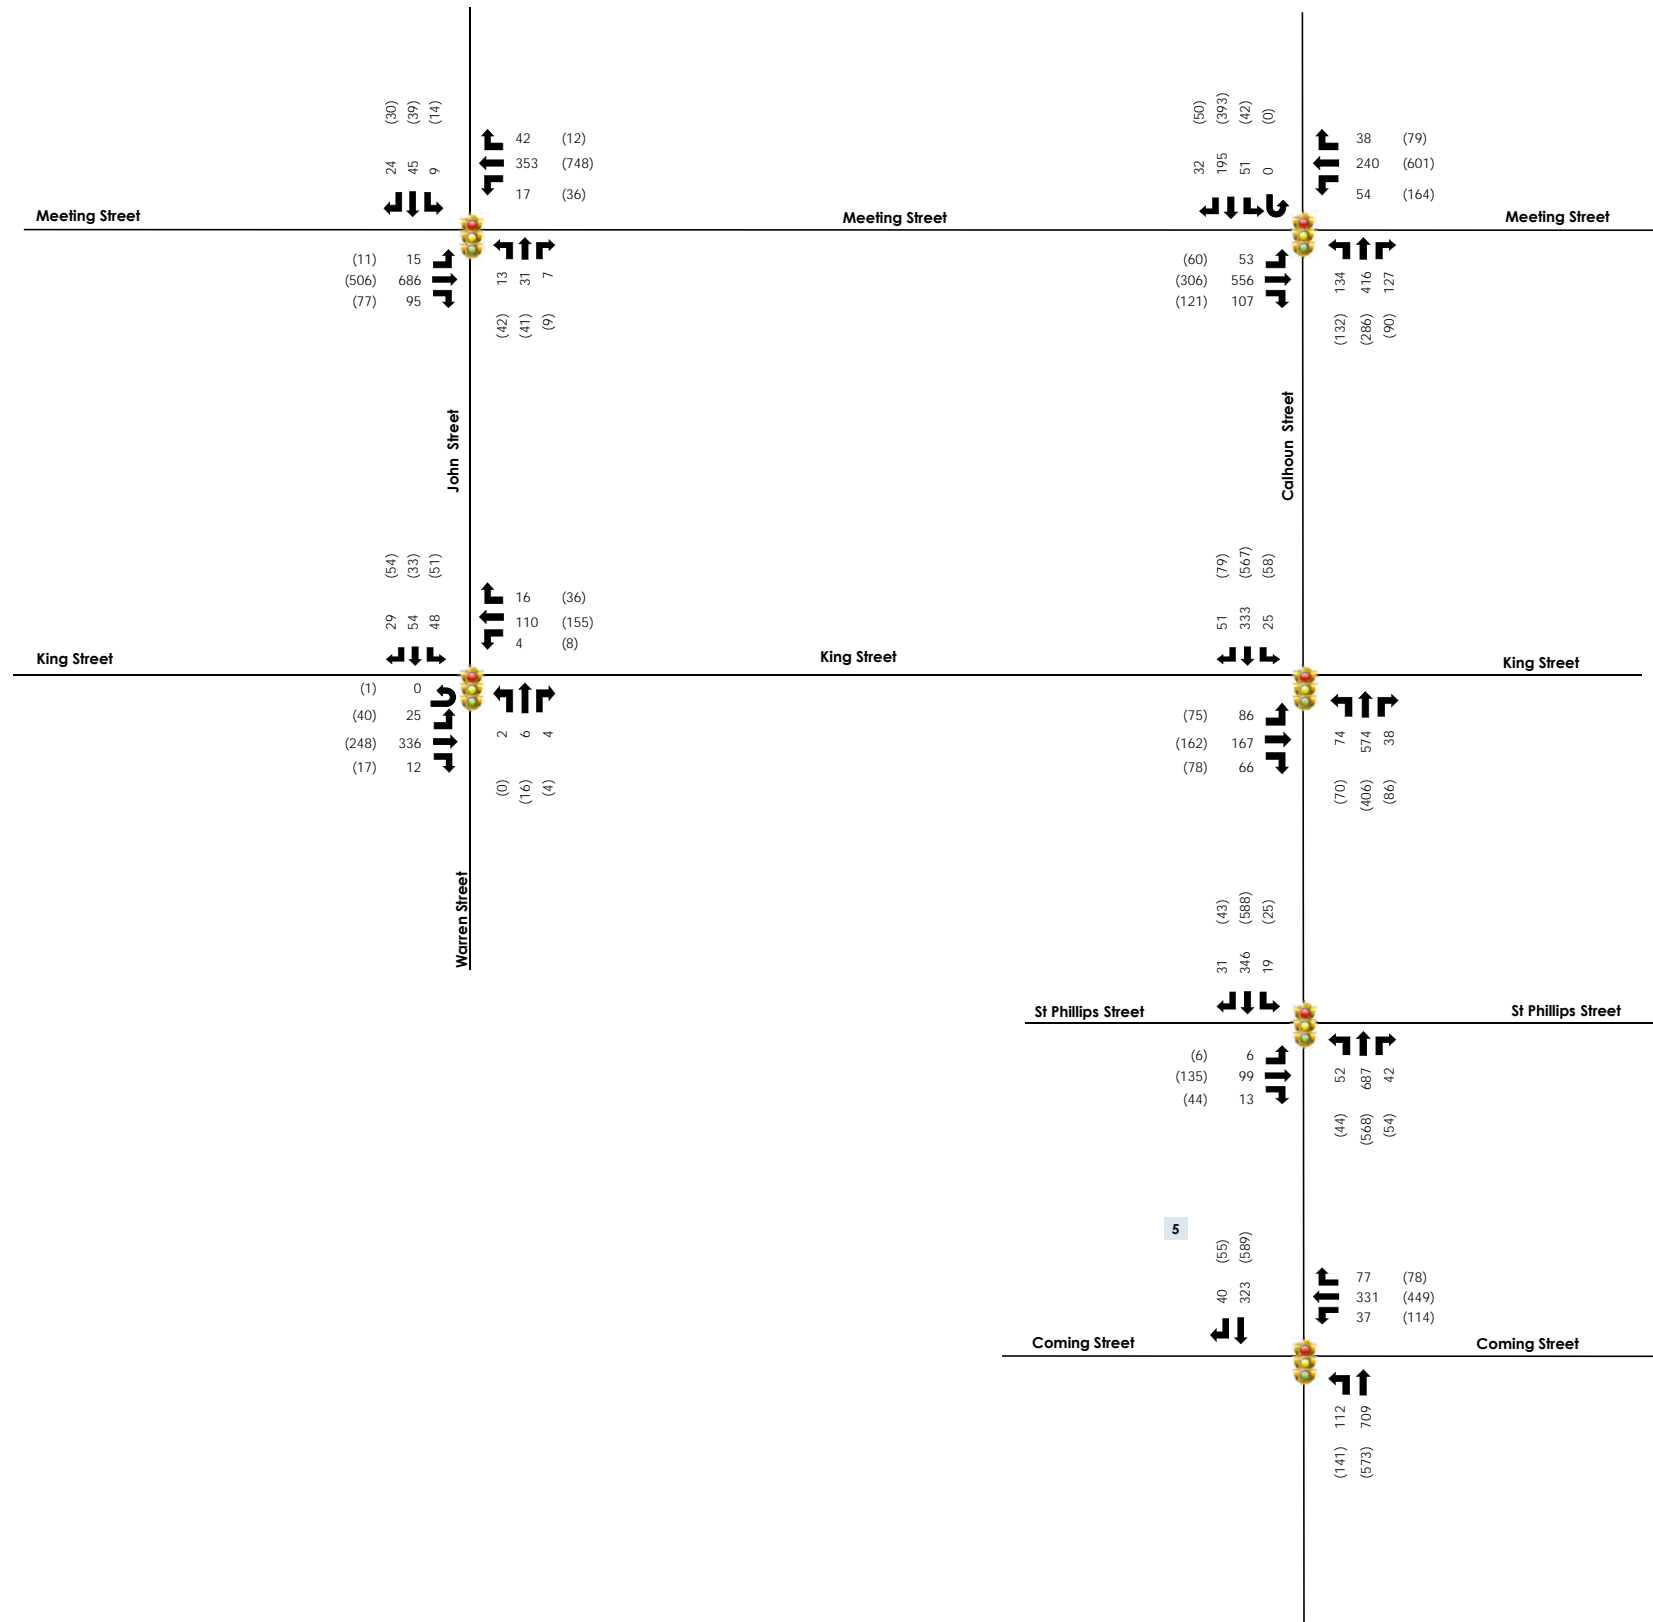 (30) (39) (14)
24 45 9
42 (12)
353 (748)
17 (36)
(50) (393) (42) (0)
32 195 51 0
38 (79)
240 (601)
54 (164)
Meeting Street
Meeting Street
Meeting Street
(11) 15
(506) 686
(77) 95
13 31 7
(42) (41) (9)
(60) 53
(306) 556
(121) 107
134 416 127
(132) (286) (90)
John Street
Calhoun Street
(54) (33) (51)
29 54 48
16 (36)
110 (155)
4 (8)
(79) (567) (58)
51 333 25
King Street
King Street
King Street
(1) 0
(40) 25
(248) 336
(17) 12
2 6 4
(0) (16) (4)
(75) 86
(162) 167
(78) 66
74 574 38
(70) (406) (86)
Warren Street
(43) (588) (25)
31 346 19
St Phillips Street
St Phillips Street
(6) 6
(135) 99
(44) 13
52 687 42
(44) (568) (54)
5
(55) (589)
40 323
77 (78)
331 (449)
37 (114)
Coming Street
Coming Street
112 709
(141) (573)